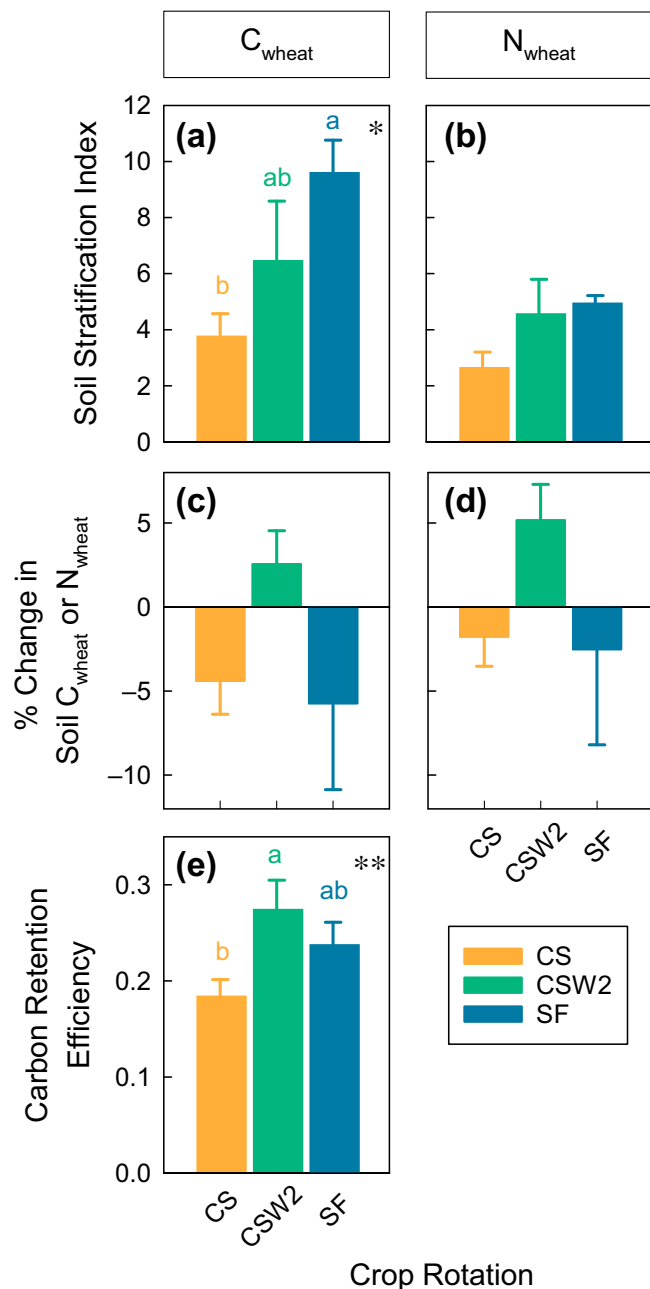 C_wheat
N_wheat
Soil Stratification Index
12
10
8
6
4
2
0
(a)
b
ab
a
*
(b)
% Change in
Soil C_wheat or N_wheat
5
0
−5
−10
(c)
(d)
CS
CSW2
SF
Carbon Retention
Efficiency
0.3
0.2
0.1
0.0
(e)
b
a
ab
**
CS
CSW2
SF
CS
CSW2
SF
Crop Rotation